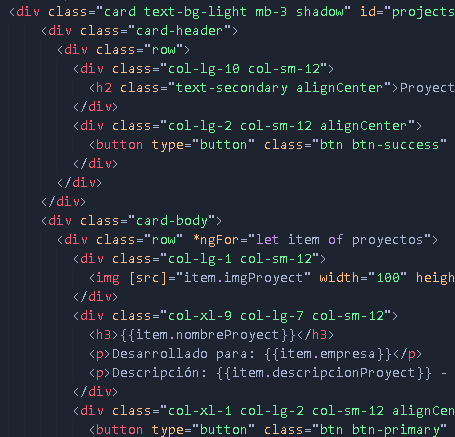 <div class="card text-bg-light mb-3 shadow" id="projects
<div class="card-header">
<div class="row">
<div class="col-lg-10 col-sm-12">
<h2 class="text-secondary alignCenter">Proyect
</div>
<div class="col-lg-2 col-sm-12 alignCenter">
<button type="button" class="btn btn-success"
</div>
</div>
</div>
<div class="card-body">
<div class="row" *ngFor="let item of proyectos">
<div class="col-lg-1 col-sm-12">
<img [src]="item.imgProyect" width="100" heigh
</div>
<div class="col-xl-9 col-lg-7 col-sm-12">
<h3>{{item.nombreProyect}}</h3>
<p>Desarrollado para: {{item.empresa}}</p>
<p>Descripción: {{item.descripcionProyect}} -
</div>
<div class="col-xl-1 col-lg-2 col-sm-12 alignCen
<button type="button" class="btn btn-primary"